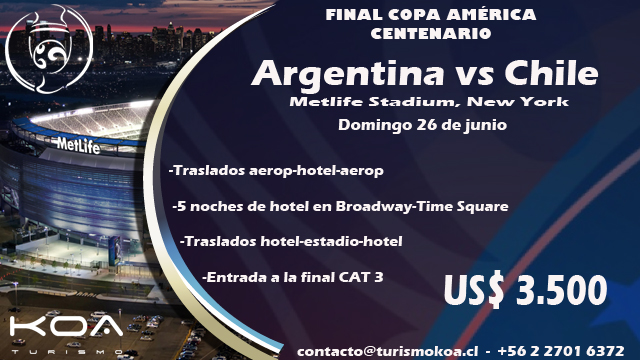 FINAL COPA AMÉRICA
CENTENARIO
Argentina vs Chile
Metlife Stadium, New York
Domingo 26 de junio
MetLife
-Traslados aerop-hotel-aerop
-5 noches de hotel en Broadway-Time Square
-Traslados hotel-estadio-hotel
-Entrada a la final CAT 3
US$ 3.500
KOA
TURISMO
contacto@turismokoa.cl - +56 2 2701 6372